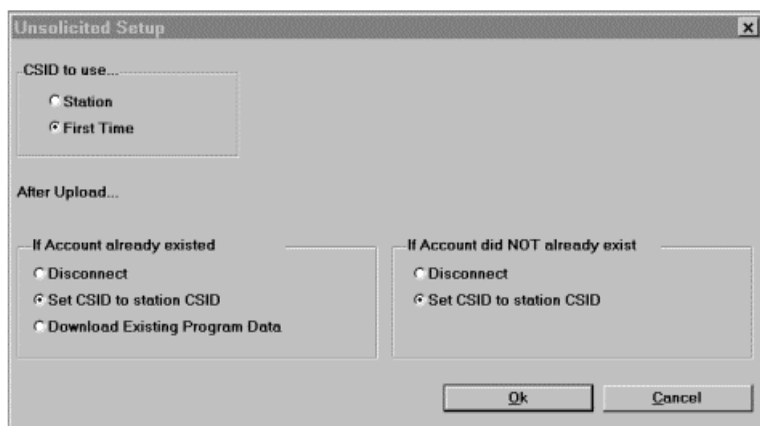 Unsolicited Setup
CSID to use...
Station
First Time
After Upload...
If Account already existed
Disconnect
Set CSID to station CSID
Download Existing Program Data
If Account did NOT already exist
Disconnect
Set CSID to station CSID
Ok
Cancel